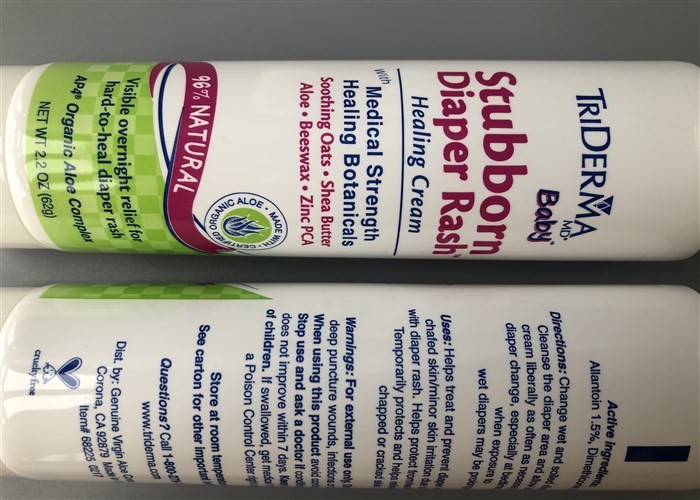 TRIDERMA
MD®
Baby®
Stubborn
Diaper Rash
Healing Cream
with Medical Strength
Healing Botanicals
Soothing Oats • Shea Butter
Aloe • Beeswax • Zinc PCA
MADE WITH • CERTIFIED ORGANIC ALOE •
96% NATURAL
Visible overnight relief for
hard-to-heal diaper rash
AP4® Organic Aloe Complex
NET WT 2.2 OZ (62g)
Active
Allantoin 1.5%,
Directions: Change wet and
Cleanse the diaper area and
cream liberally as often as
diaper change, especially at
when exposure to
wet diapers may be
Uses: Helps treat and prevent
chafed skin/minor skin irritation
with diaper rash. Helps protect
Temporarily protects and helps
chapped or cracked
Warnings: For external use only.
deep puncture wounds, infections
When using this product avoid
Stop use and ask a doctor if
does not improve within 7 days.
of children. If swallowed, get
a Poison Control Center
Store at room
See carton for other
Questions? Call
www.triderma.com
Dist. by: Genuine Virgin Aloe
Corona, CA 92879
Item# 68225
cruelty free